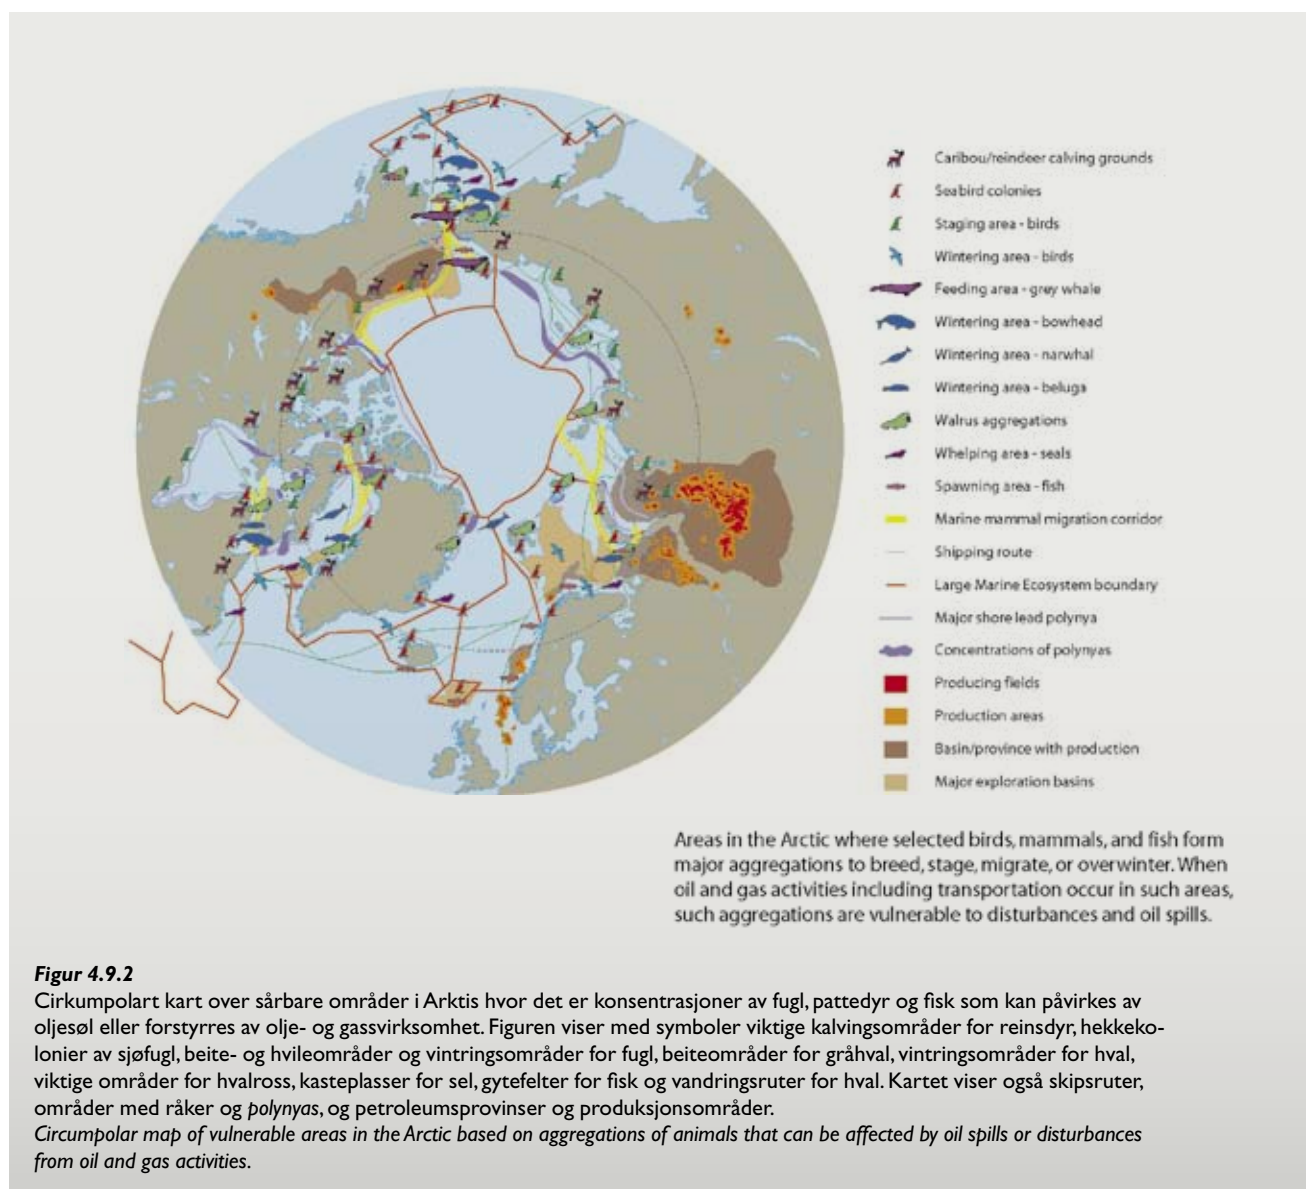 Caribou/reindeer calving grounds
Seabird colonies
Staging area - birds
Wintering area - birds
Feeding area - grey whale
Wintering area - bowhead
Wintering area - narwhal
Wintering area - beluga
Walrus aggregations
Whelping area - seals
Spawning area - fish
Marine mammal migration corridor
Shipping route
Large Marine Ecosystem boundary
Major shore lead polynya
Concentrations of polynyas
Producing fields
Production areas
Basin/province with production
Major exploration basins
Areas in the Arctic where selected birds, mammals, and fish form
major aggregations to breed, stage, migrate, or overwinter. When
oil and gas activities including transportation occur in such areas,
such aggregations are vulnerable to disturbances and oil spills.
Figur 4.9.2
Cirkumpolart kart over sårbare områder i Arktis hvor det er konsentrasjoner av fugl, pattedyr og fisk som kan påvirkes av
oljesøl eller forstyrres av olje- og gassvirksomhet. Figuren viser med symboler viktige kalvingsområder for reinsdyr, hekkeko-
lonier av sjøfugl, beite- og hvileområder og vintringsområder for fugl, beiteområder for gråhval, vintringsområder for hval,
viktige områder for hvalross, kasteplasser for sel, gytefelter for fisk og vandringsruter for hval. Kartet viser også skipsruter,
områder med råker og polynyas, og petroleumsprovinser og produksjonsområder.
Circumpolar map of vulnerable areas in the Arctic based on aggregations of animals that can be affected by oil spills or disturbances
from oil and gas activities.